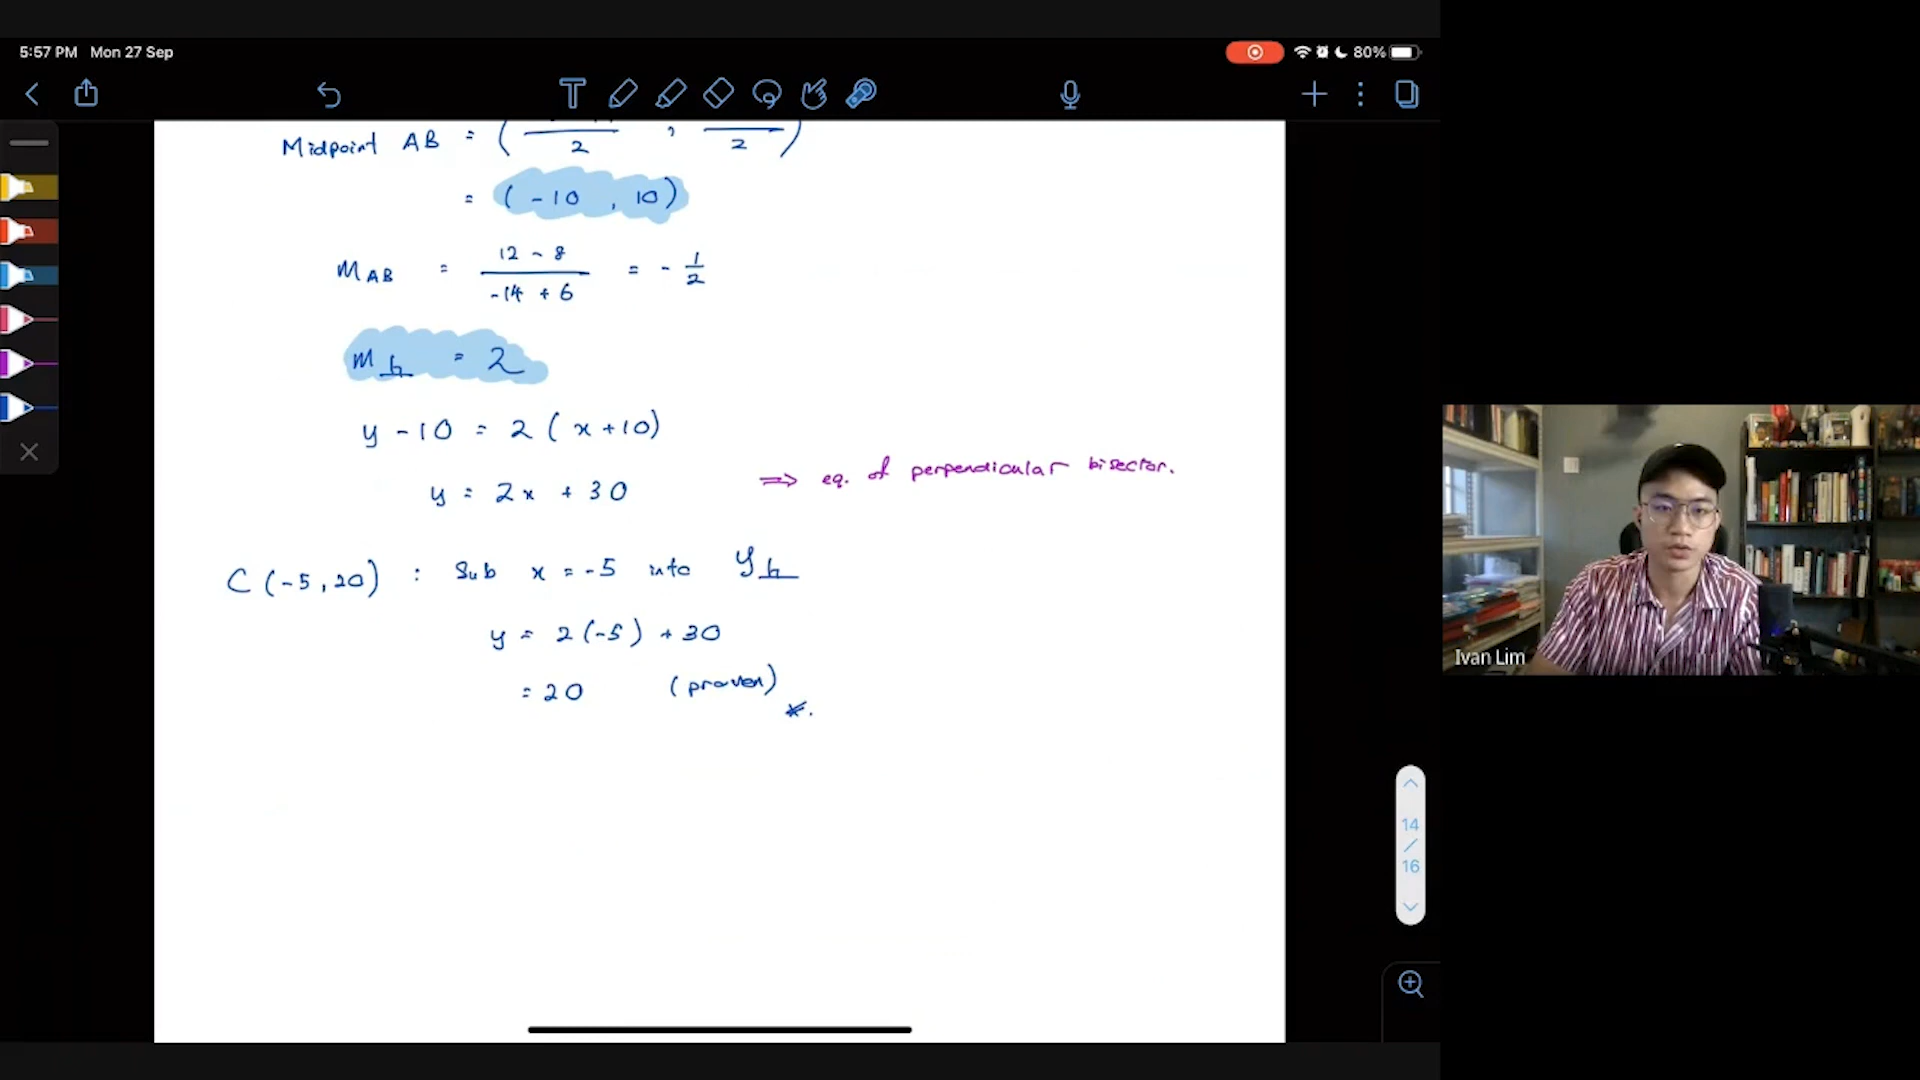 5:57 PM Mon 27 Sep
80%
Midpoint AB = ( / 2 , / 2 )
= ( -10 , 10 )
M AB = 12 - 8 / -14 + 6 = - 1/2
m b = 2
y - 10 = 2 ( x + 10 )
y = 2x + 30 ⇒ eq. of perpendicular bisector.
C (-5, 20) : Sub x = -5 into y b
y = 2 (-5) + 30
= 20 (proven)
14
/
16
Ivan Lim